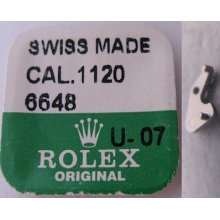 SWISS MADE
CAL.1120
6648
U-07
ROLEX
ORIGINAL